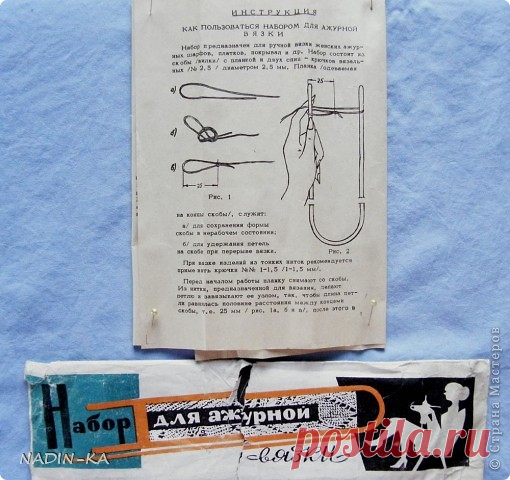 ИНСТРУКЦИЯ
КАК ПОЛЬЗОВАТЬСЯ НАБОРОМ ДЛЯ АЖУРНОЙ
ВЯЗКИ
Набор предназначен для ручной вязки женских ажур-
ных шарфов, платков, покрывал и др. Набор состоит из
скобы /вилки/ с планкой и двух спиц - крючков вязаль-
ных /№ 2,5 / диаметром 2,5 мм. Планка /одеваемая
а)
б)
в)
25
25
Рис. 1
Рис. 2
на концы скобы/, служит:
а/ для сохранения формы
скобы в нерабочем состоянии;
б/ для удержания петель
на скобе при перерыве вязки.
При вязке изделий из тонких ниток рекомендуется
применять крючки №№ 1-1,5 /1-1,5 мм/.
Перед началом работы планку снимают со скобы.
Из нитки, предназначенной для вязания, делают
петлю и завязывают ее узлом, так, чтобы длина пет-
ли равнялась половине расстояния между концами
скобы, т.е. 25 мм / рис. 1а, б и в/, после этого в
Набор
для ажурной
вязки
NADIN-KA
postila.ru
© Страна Мастеров